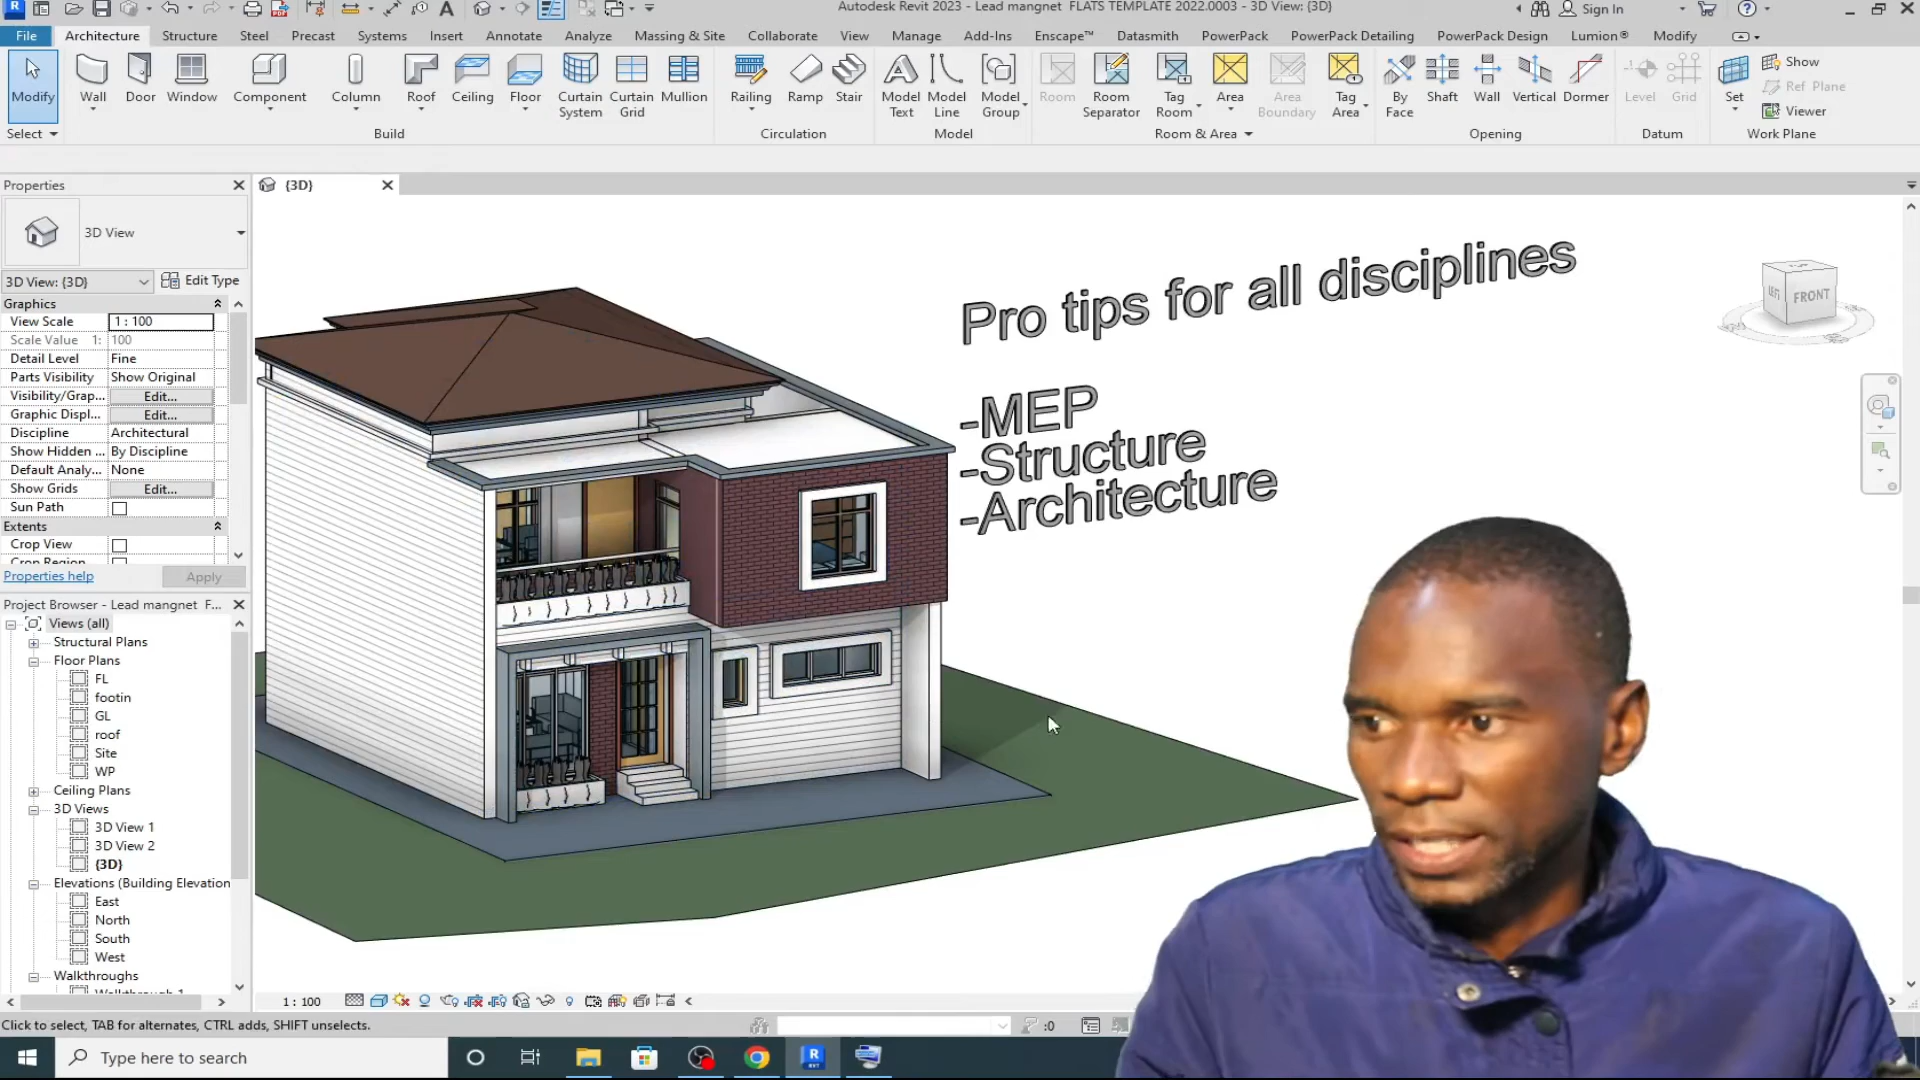 Autodesk Revit 2023 - Lead mangnet FLATS TEMPLATE 2022.0003 - 3D View: {3D}
Sign In
File Architecture Structure Steel Precast Systems Insert Annotate Analyze Massing & Site Collaborate View Manage Add-Ins Enscape™ Datasmith PowerPack PowerPack Detailing PowerPack Design Lumion® Modify
Modify Wall Door Window Component Column Roof Ceiling Floor Curtain System Curtain Grid Mullion Railing Ramp Stair Model Text Model Line Model Group Room Room Separator Tag Room Area Area Boundary Tag Area By Face Shaft Wall Vertical Dormer Level Grid Set Show Ref Plane Viewer
Select Build Circulation Model Room & Area Opening Datum Work Plane
Properties
{3D}
3D View
3D View: {3D} Edit Type
Graphics
View Scale 1 : 100
Scale Value 1: 100
Detail Level Fine
Parts Visibility Show Original
Visibility/Grap... Edit...
Graphic Displ... Edit...
Discipline Architectural
Show Hidden ... By Discipline
Default Analy... None
Show Grids Edit...
Sun Path
Extents
Crop View
Crop Region
Properties help Apply
Project Browser - Lead mangnet F...
Views (all)
Structural Plans
Floor Plans
FL
footin
GL
roof
Site
WP
Ceiling Plans
3D Views
3D View 1
3D View 2
{3D}
Elevations (Building Elevation
East
North
South
West
Walkthroughs
Walkthrough 1
Pro tips for all disciplines
-MEP
-Structure
-Architecture
FRONT
1 : 100
Click to select, TAB for alternates, CTRL adds, SHIFT unselects.
:0
Type here to search